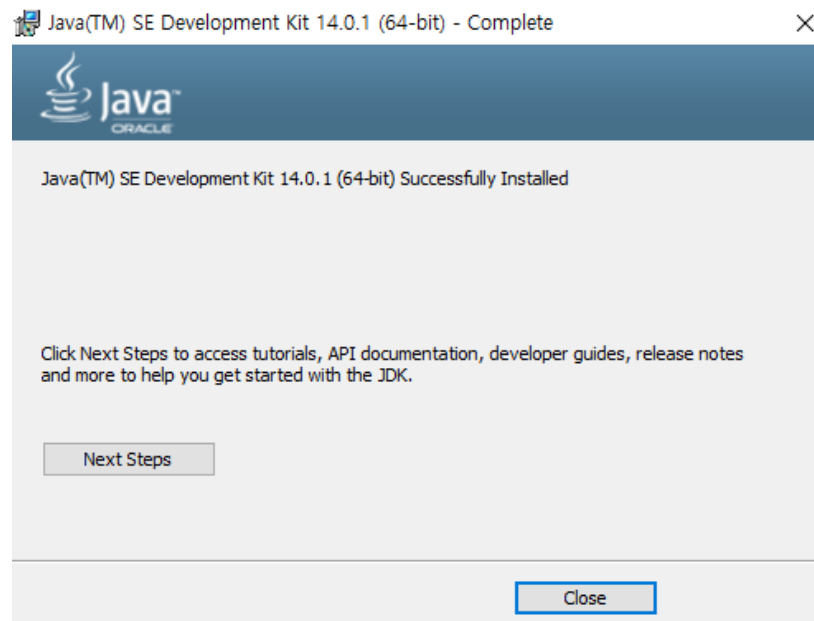 Java(TM) SE Development Kit 14.0.1 (64-bit) - Complete
Java™
ORACLE
Java(TM) SE Development Kit 14.0.1 (64-bit) Successfully Installed
Click Next Steps to access tutorials, API documentation, developer guides, release notes
and more to help you get started with the JDK.
Next Steps
Close